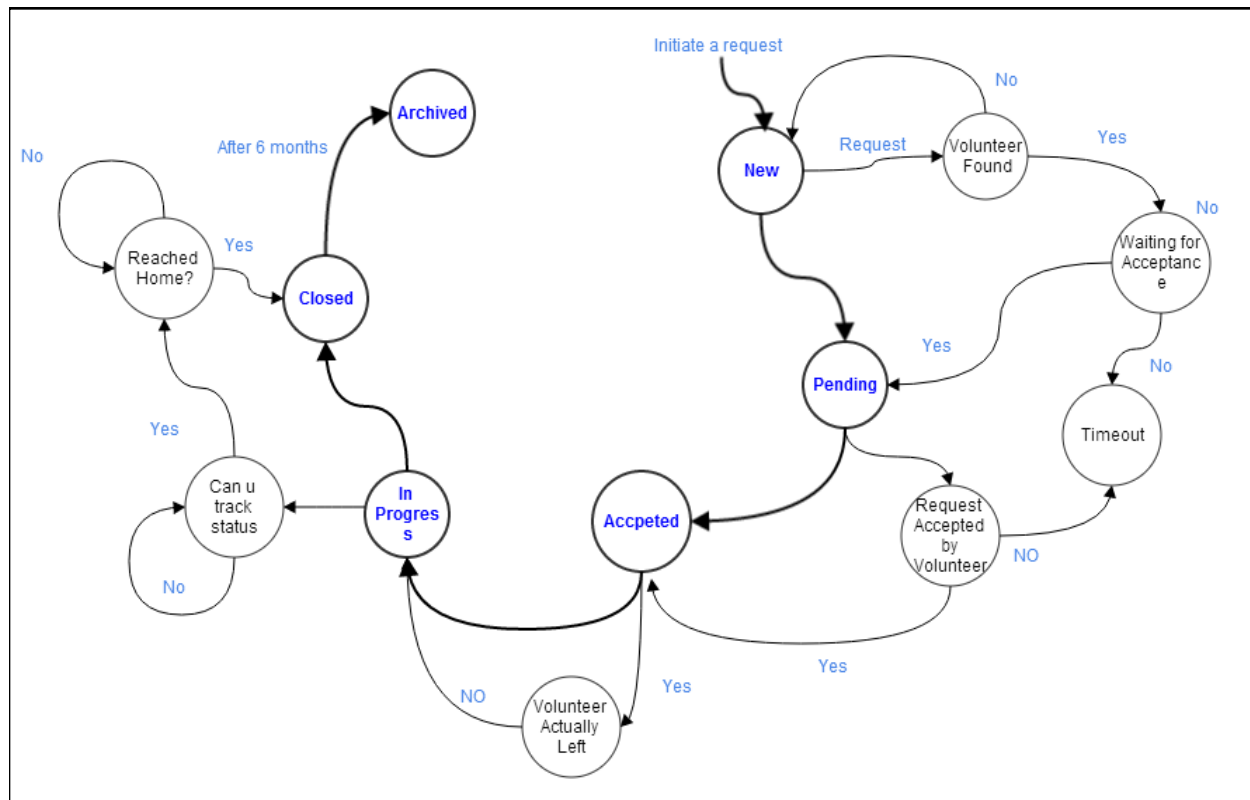 Initiate a request
No
Archived
After 6 months
No
New
Request
Volunteer
Found
Yes
No
Reached
Home?
Yes
Closed
Waiting for
Acceptanc
e
Yes
Pending
No
Timeout
Yes
Can u
track
status
No
In
Progres
s
Accpeted
Request
Accepted
by
Volunteer
NO
Yes
Yes
NO
Volunteer
Actually
Left